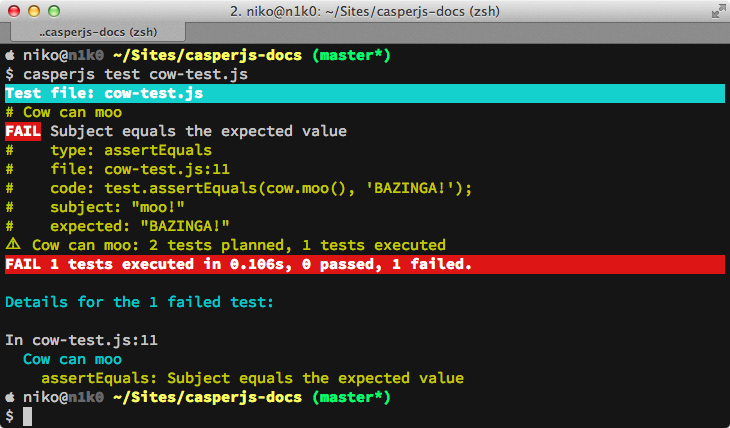 2. niko@n1k0: ~/Sites/casperjs-docs (zsh)
..casperjs-docs (zsh)
niko@n1k0 ~/Sites/casperjs-docs (master*)
$ casperjs test cow-test.js
Test file: cow-test.js
# Cow can moo
FAIL Subject equals the expected value
#    type: assertEquals
#    file: cow-test.js:11
#    code: test.assertEquals(cow.moo(), 'BAZINGA!');
#    subject: "moo!"
#    expected: "BAZINGA!"
⚠ Cow can moo: 2 tests planned, 1 tests executed
FAIL 1 tests executed in 0.106s, 0 passed, 1 failed.
Details for the 1 failed test:
In cow-test.js:11
  Cow can moo
    assertEquals: Subject equals the expected value
niko@n1k0 ~/Sites/casperjs-docs (master*)
$